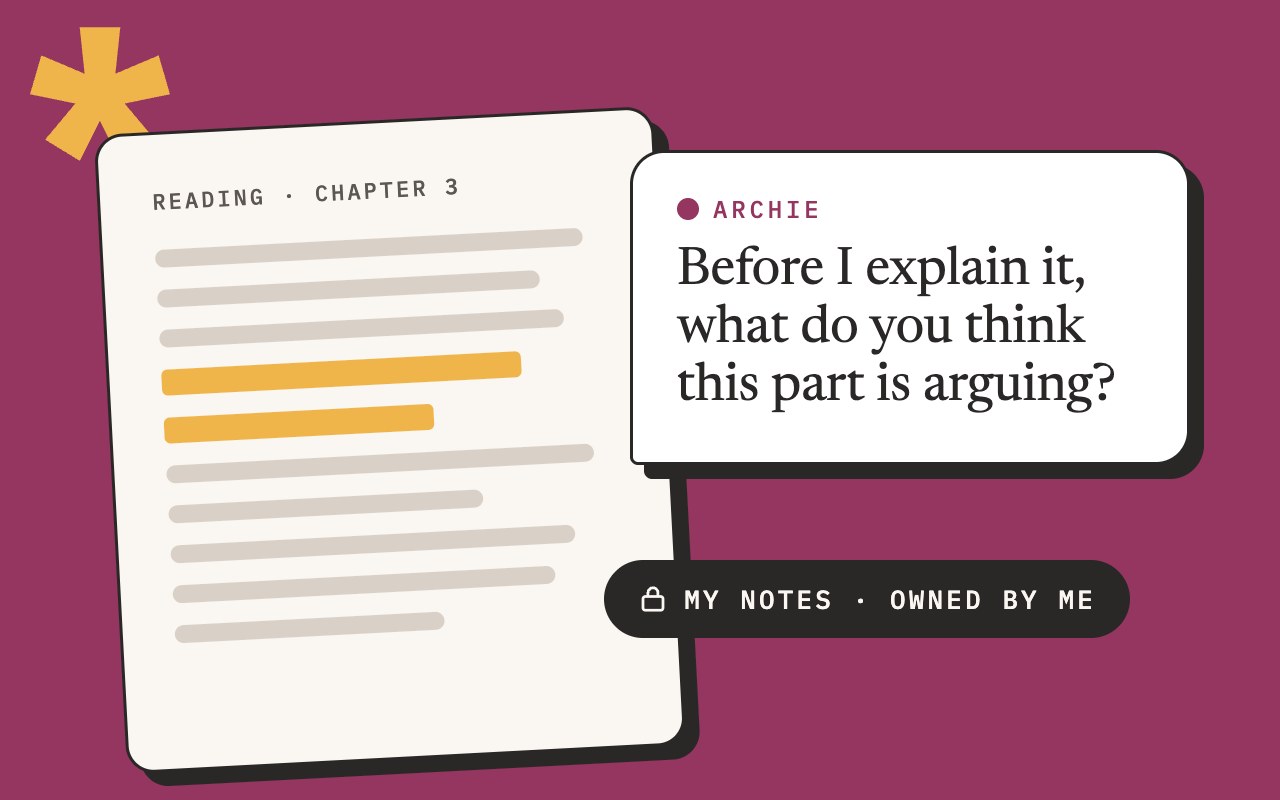 READING · CHAPTER 3
ARCHIE
Before I explain it,
what do you think
this part is arguing?
MY NOTES · OWNED BY ME